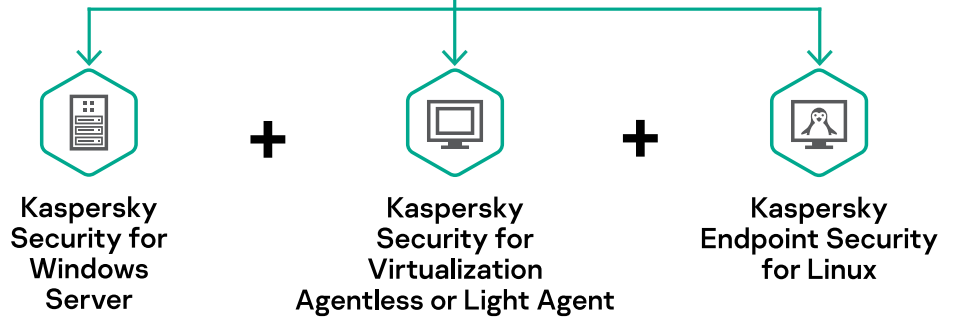 +
+
Kaspersky
Security for
Windows
Server
Kaspersky
Security for
Virtualization
Agentless or Light Agent
Kaspersky
Endpoint Security
for Linux